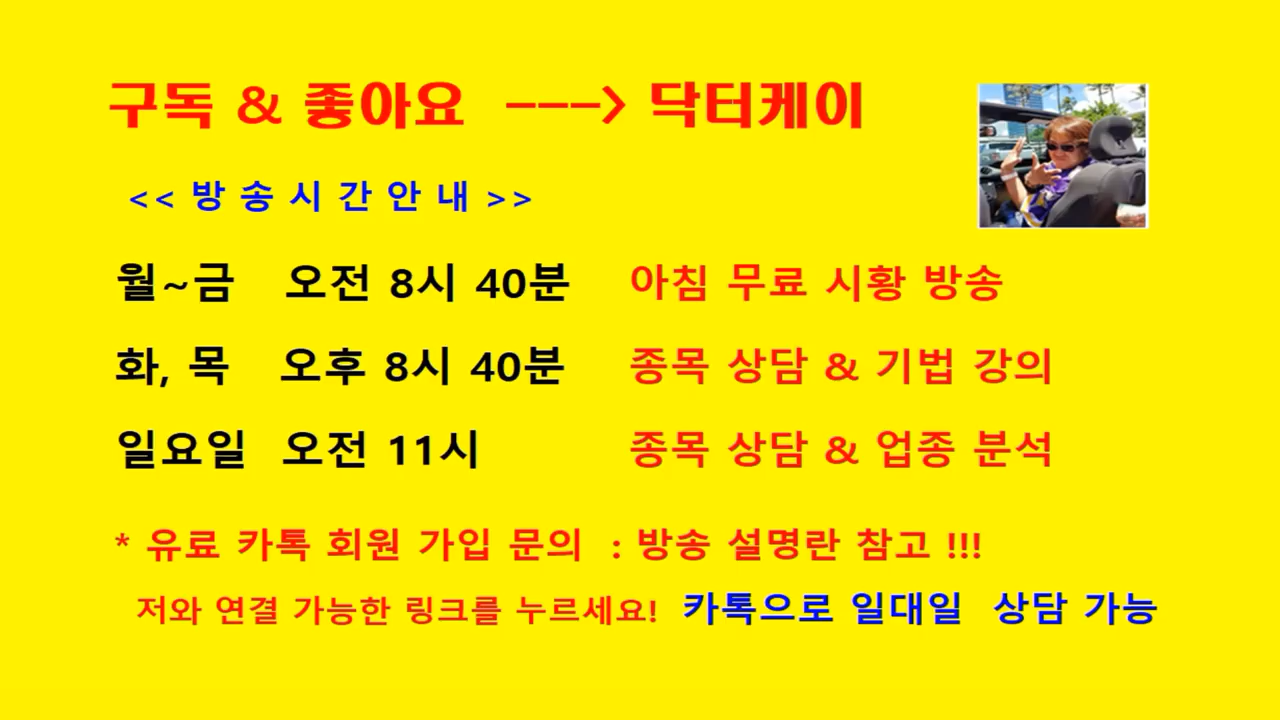 구독 & 좋아요 ---> 닥터케이
<< 방 송 시 간 안 내 >>
월~금 오전 8시 40분 아침 무료 시황 방송
화, 목 오후 8시 40분 종목 상담 & 기법 강의
일요일 오전 11시 종목 상담 & 업종 분석
* 유료 카톡 회원 가입 문의 : 방송 설명란 참고 !!!
저와 연결 가능한 링크를 누르세요! 카톡으로 일대일 상담 가능